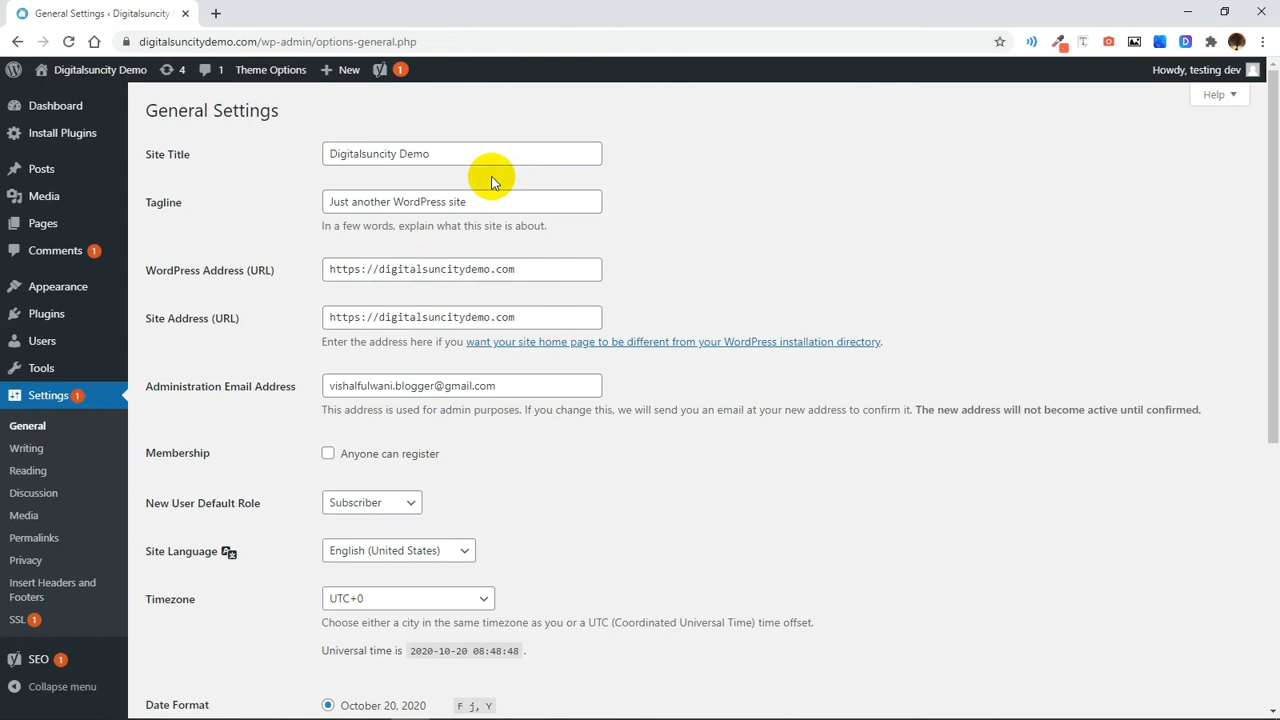 General Settings ‹ Digitalsuncity
digitalsuncitydemo.com/wp-admin/options-general.php
Digitalsuncity Demo 4 1 Theme Options + New 1 Howdy, testing dev
Help
Dashboard
Install Plugins
Posts
Media
Pages
Comments 1
Appearance
Plugins
Users
Tools
Settings 1
General
Writing
Reading
Discussion
Media
Permalinks
Privacy
Insert Headers and
Footers
SSL 1
SEO 1
Collapse menu
General Settings
Site Title Digitalsuncity Demo
Tagline Just another WordPress site
In a few words, explain what this site is about.
WordPress Address (URL) https://digitalsuncitydemo.com
Site Address (URL) https://digitalsuncitydemo.com
Enter the address here if you want your site home page to be different from your WordPress installation directory.
Administration Email Address vishalfulwani.blogger@gmail.com
This address is used for admin purposes. If you change this, we will send you an email at your new address to confirm it. The new address will not become active until confirmed.
Membership Anyone can register
New User Default Role Subscriber
Site Language English (United States)
Timezone UTC+0
Choose either a city in the same timezone as you or a UTC (Coordinated Universal Time) time offset.
Universal time is 2020-10-20 08:48:48 .
Date Format October 20, 2020 F j, Y